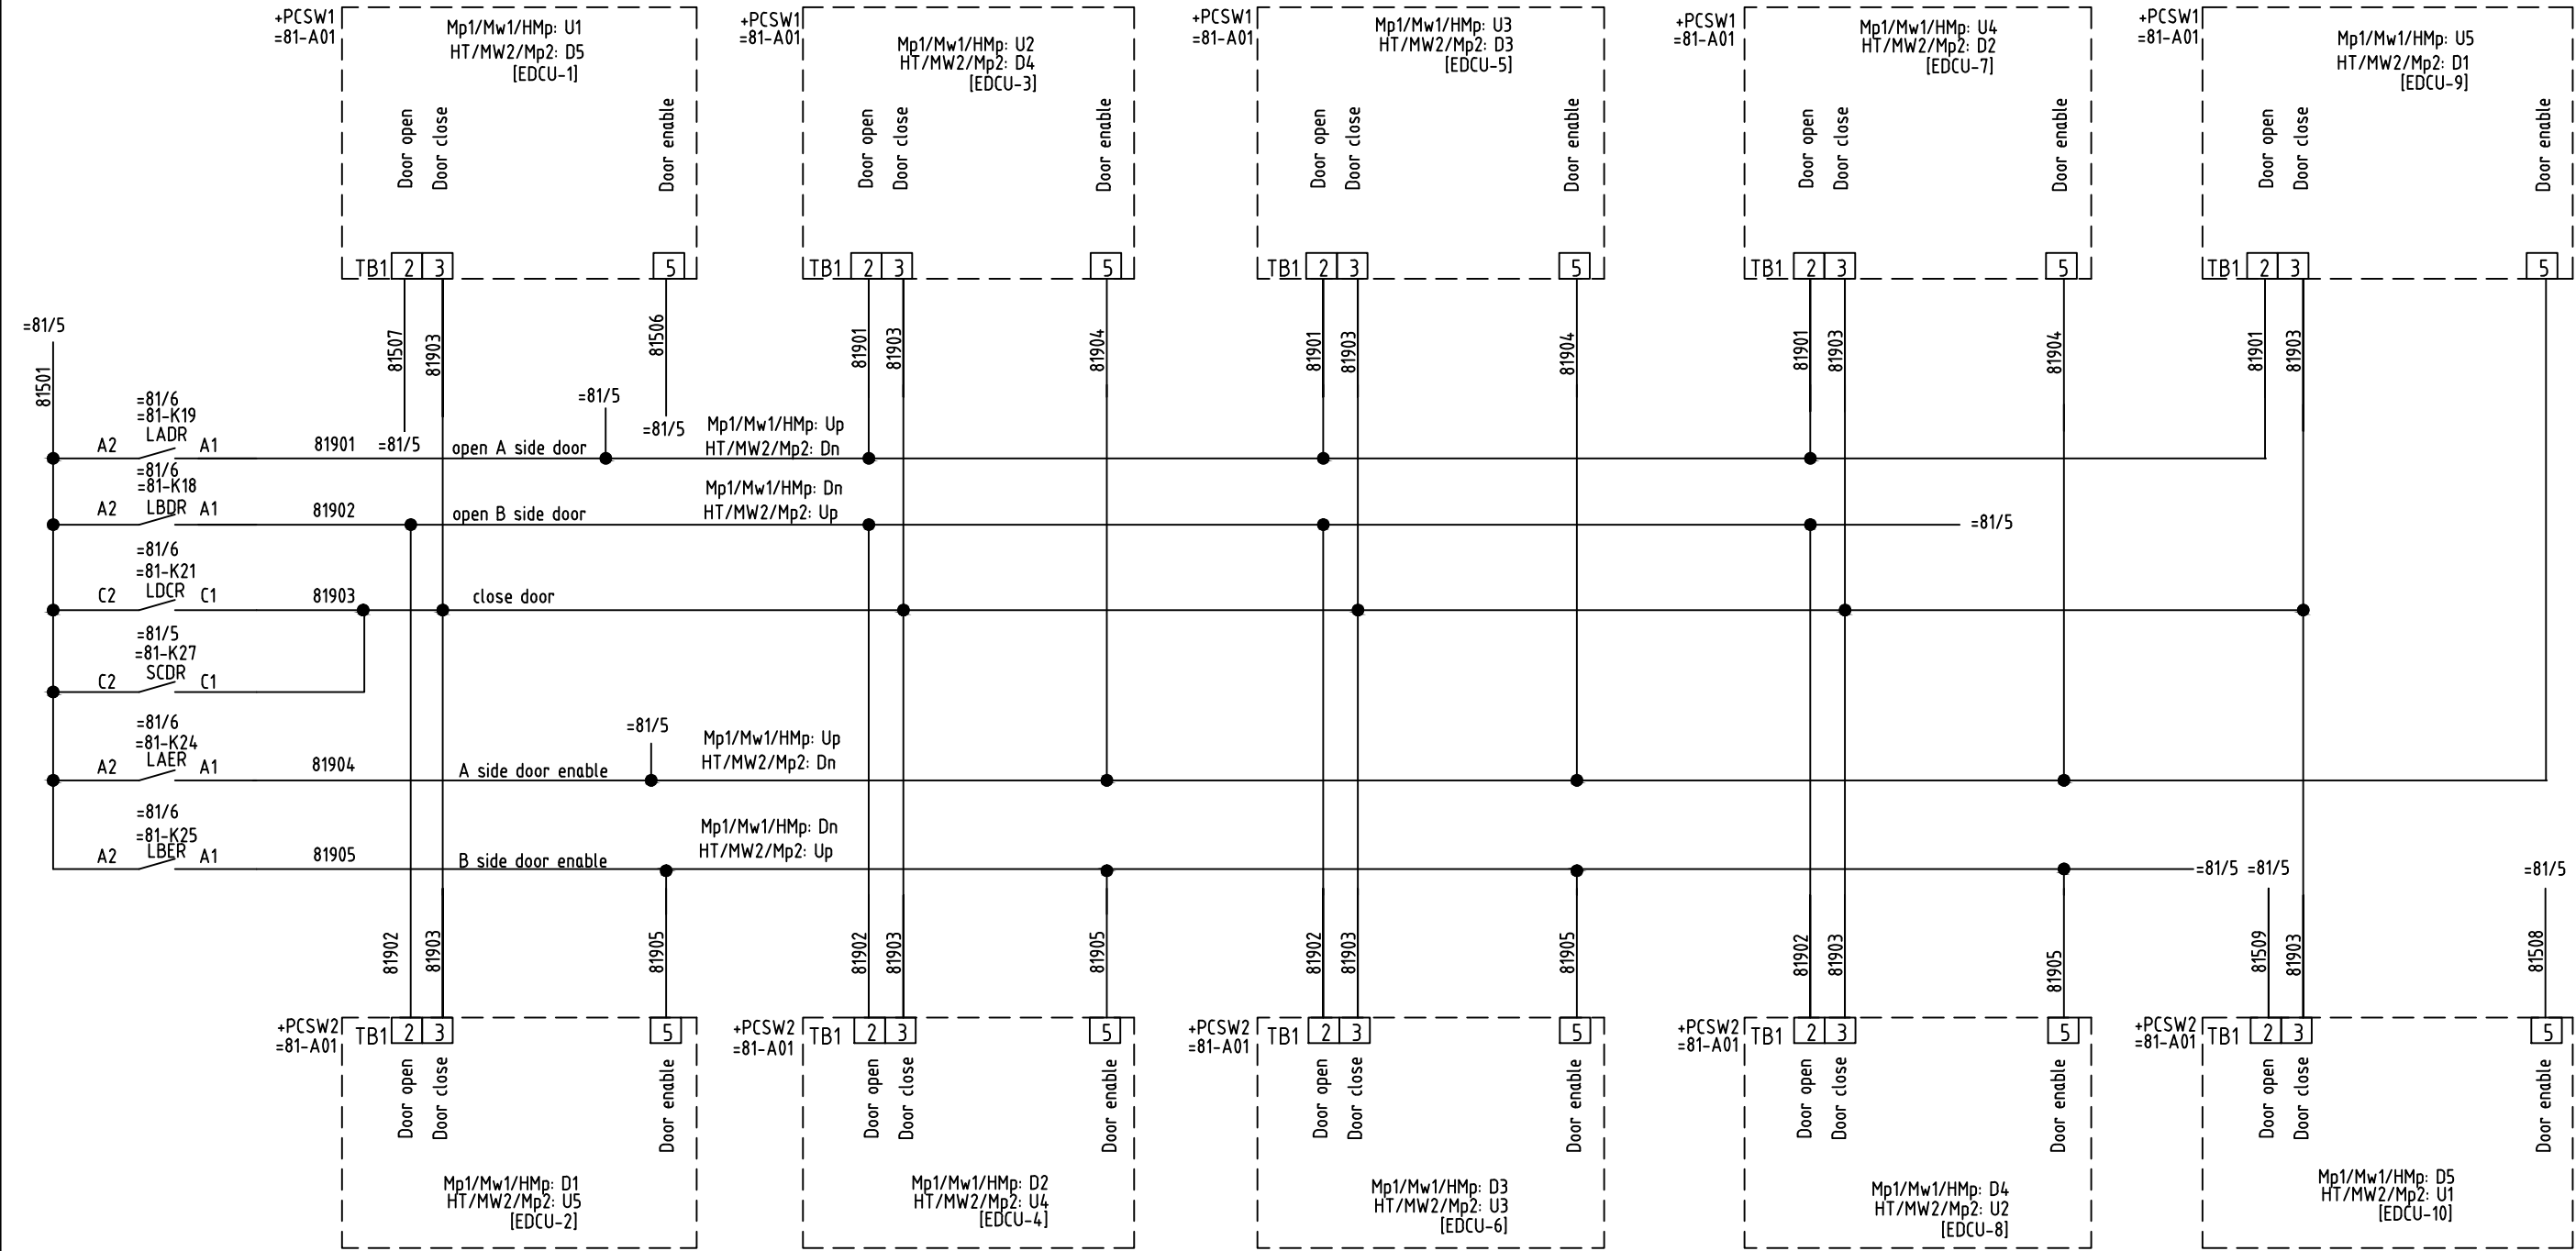 +PCSW1
=81-A01
Mp1/Mw1/HMp: U1
HT/MW2/Mp2: D5
[EDCU-1]
Door open
Door close
Door enable
TB1 2 3 5
+PCSW1
=81-A01
Mp1/Mw1/HMp: U2
HT/MW2/Mp2: D4
[EDCU-3]
Door open
Door close
Door enable
TB1 2 3 5
+PCSW1
=81-A01
Mp1/Mw1/HMp: U3
HT/MW2/Mp2: D3
[EDCU-5]
Door open
Door close
Door enable
TB1 2 3 5
+PCSW1
=81-A01
Mp1/Mw1/HMp: U4
HT/MW2/Mp2: D2
[EDCU-7]
Door open
Door close
Door enable
TB1 2 3 5
+PCSW1
=81-A01
Mp1/Mw1/HMp: U5
HT/MW2/Mp2: D1
[EDCU-9]
Door open
Door close
Door enable
TB1 2 3 5
=81/5
81501
81507
81903
81506
81901
81903
81904
81901
81903
81904
81901
81903
81904
81901
81903
=81/5
=81/5
=81/5
=81/6
=81-K19
LADR
A2 A1 81901 open A side door
Mp1/Mw1/HMp: Up
HT/MW2/Mp2: Dn
=81/6
=81-K18
LBDR
A2 A1 81902 open B side door
Mp1/Mw1/HMp: Dn
HT/MW2/Mp2: Up
=81/5
=81/6
=81-K21
LDCR
C2 C1 81903 close door
=81/5
=81-K27
SCDR
C2 C1
=81/6
=81-K24
LAER
A2 A1 81904 A side door enable
=81/5
Mp1/Mw1/HMp: Up
HT/MW2/Mp2: Dn
=81/6
=81-K25
LBER
A2 A1 81905 B side door enable
Mp1/Mw1/HMp: Dn
HT/MW2/Mp2: Up
=81/5 =81/5 =81/5
81902
81903
81905
81902
81903
81905
81902
81903
81905
81902
81903
81905
81509
81903
81508
+PCSW2
=81-A01
TB1 2 3 5
Door open
Door close
Door enable
Mp1/Mw1/HMp: D1
HT/MW2/Mp2: U5
[EDCU-2]
+PCSW2
=81-A01
TB1 2 3 5
Door open
Door close
Door enable
Mp1/Mw1/HMp: D2
HT/MW2/Mp2: U4
[EDCU-4]
+PCSW2
=81-A01
TB1 2 3 5
Door open
Door close
Door enable
Mp1/Mw1/HMp: D3
HT/MW2/Mp2: U3
[EDCU-6]
+PCSW2
=81-A01
TB1 2 3 5
Door open
Door close
Door enable
Mp1/Mw1/HMp: D4
HT/MW2/Mp2: U2
[EDCU-8]
+PCSW2
=81-A01
TB1 2 3 5
Door open
Door close
Door enable
Mp1/Mw1/HMp: D5
HT/MW2/Mp2: U1
[EDCU-10]